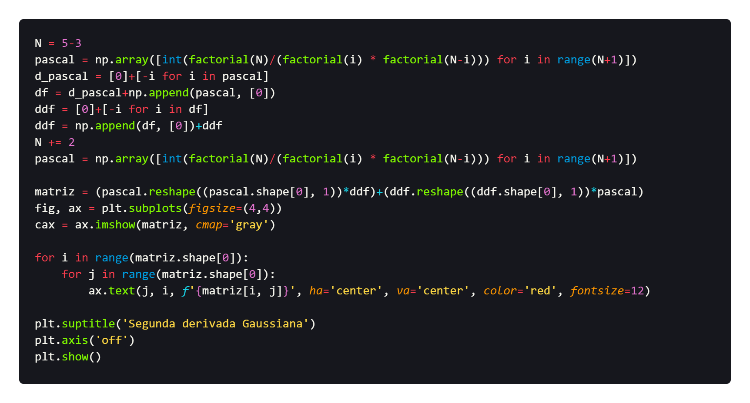 N = 5-3
pascal = np.array([int(factorial(N)/(factorial(i) * factorial(N-i))) for i in range(N+1)])
d_pascal = [0]+[-i for i in pascal]
df = d_pascal+np.append(pascal, [0])
ddf = [0]+[-i for i in df]
ddf = np.append(df, [0])+ddf
N += 2
pascal = np.array([int(factorial(N)/(factorial(i) * factorial(N-i))) for i in range(N+1)])
matriz = (pascal.reshape((pascal.shape[0], 1))*ddf)+(ddf.reshape((ddf.shape[0], 1))*pascal)
fig, ax = plt.subplots(figsize=(4,4))
cax = ax.imshow(matriz, cmap='gray')
for i in range(matriz.shape[0]):
    for j in range(matriz.shape[0]):
        ax.text(j, i, f'{matriz[i, j]}', ha='center', va='center', color='red', fontsize=12)
plt.suptitle('Segunda derivada Gaussiana')
plt.axis('off')
plt.show()